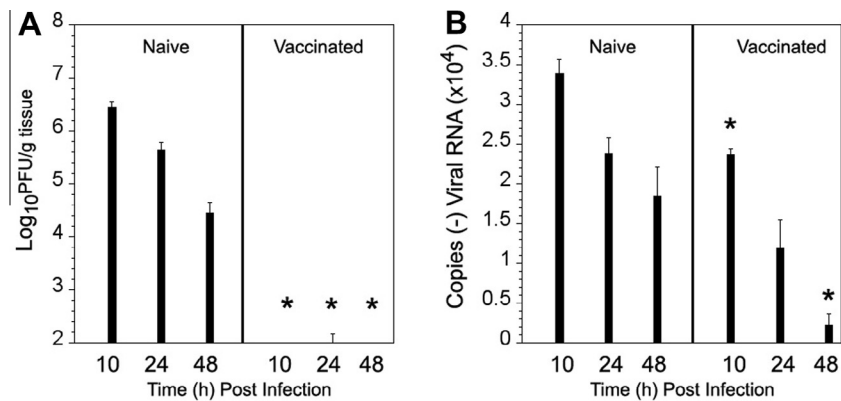 A
Log10PFU/g tissue
8
7
6
5
4
3
2
Naive
Vaccinated
* * *
10 24 48 10 24 48
Time (h) Post Infection
B
Copies (-) Viral RNA (x10⁴)
4
3.5
3
2.5
2
1.5
1
0.5
0
Naive
Vaccinated
*
*
10 24 48 10 24 48
Time (h) Post Infection